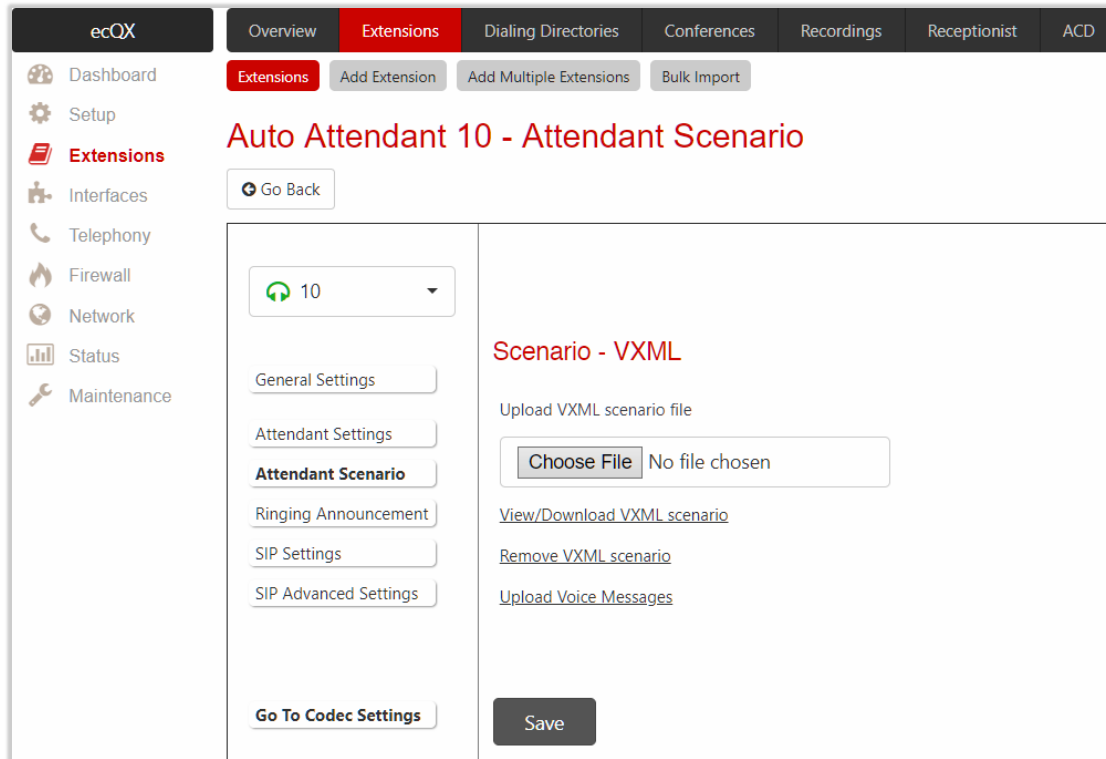 ecQX
Overview Extensions Dialing Directories Conferences Recordings Receptionist ACD
Dashboard
Setup
Extensions
Interfaces
Telephony
Firewall
Network
Status
Maintenance
Extensions Add Extension Add Multiple Extensions Bulk Import
Auto Attendant 10 - Attendant Scenario
Go Back
10
General Settings
Attendant Settings
Attendant Scenario
Ringing Announcement
SIP Settings
SIP Advanced Settings
Go To Codec Settings
Scenario - VXML
Upload VXML scenario file
Choose File No file chosen
View/Download VXML scenario
Remove VXML scenario
Upload Voice Messages
Save